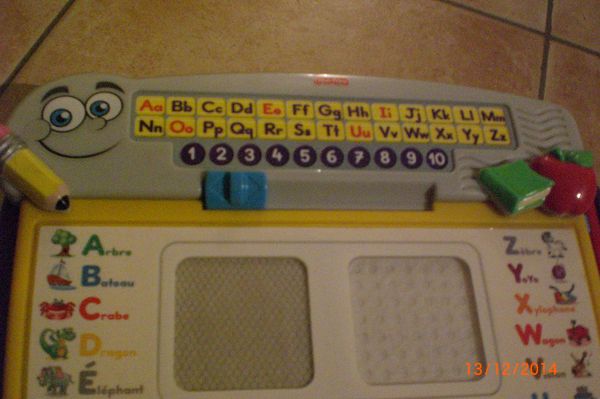 Aa Bb Cc Dd Ee Ff Gg Hh Ii Jj Kk Ll Mm
Nn Oo Pp Qq Rr Ss Tt Uu Vv Ww Xx Yy Zz
1 2 3 4 5 6 7 8 9 10
Arbre
Bateau
Crabe
Dragon
Éléphant
Zèbre
YoYo
Xylophone
Wagon
V
U
13/12/2014